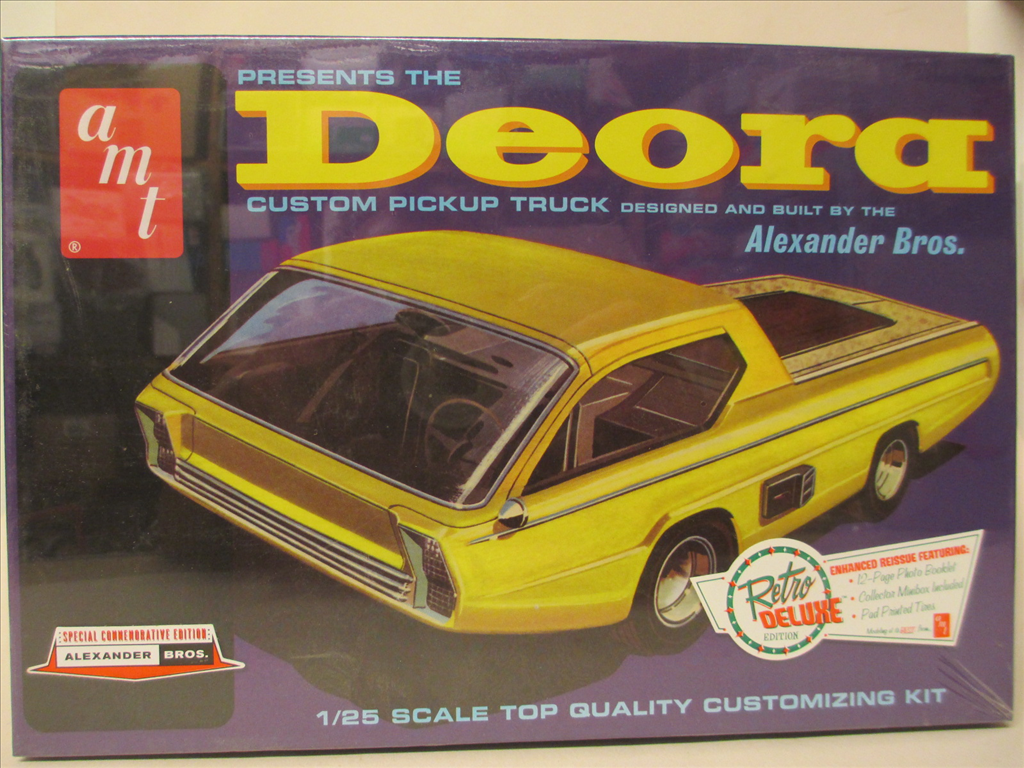 a
m
t
®
PRESENTS THE
Deora
CUSTOM PICKUP TRUCK DESIGNED AND BUILT BY THE
Alexander Bros.
Retro
DELUXE™
EDITION
ENHANCED REISSUE FEATURING:
• 12-Page Photo Booklet
• Collector Minibox Included
• Pad Printed Tires
SPECIAL COMMEMORATIVE EDITION
ALEXANDER BROS.
1/25 SCALE TOP QUALITY CUSTOMIZING KIT